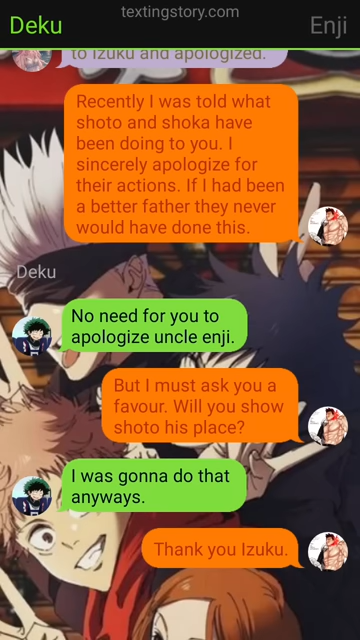 textingstory.com
Deku
Enji
to Izuku and apologized.
Recently I was told what
shoto and shoka have
been doing to you. I
sincerely apologize for
their actions. If I had been
a better father they never
would have done this.
Deku
No need for you to
apologize uncle enji.
But I must ask you a
favour. Will you show
shoto his place?
I was gonna do that
anyways.
Thank you Izuku.